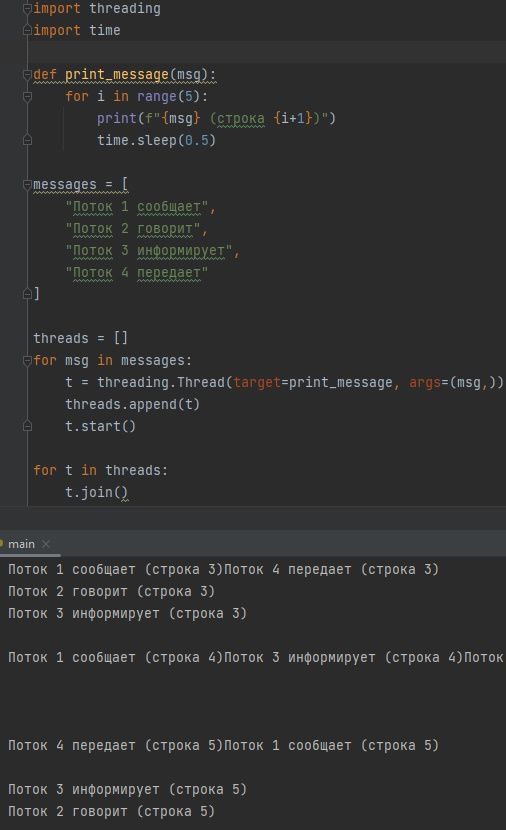 import threading
import time
def print_message(msg):
    for i in range(5):
        print(f"{msg} (строка {i+1})")
        time.sleep(0.5)
messages = [
    "Поток 1 сообщает",
    "Поток 2 говорит",
    "Поток 3 информирует",
    "Поток 4 передает"
]
threads = []
for msg in messages:
    t = threading.Thread(target=print_message, args=(msg,))
    threads.append(t)
    t.start()
for t in threads:
    t.join()
main ×
Поток 1 сообщает (строка 3)Поток 4 передает (строка 3)
Поток 2 говорит (строка 3)
Поток 3 информирует (строка 3)
Поток 1 сообщает (строка 4)Поток 3 информирует (строка 4)Поток
Поток 4 передает (строка 5)Поток 1 сообщает (строка 5)
Поток 3 информирует (строка 5)
Поток 2 говорит (строка 5)